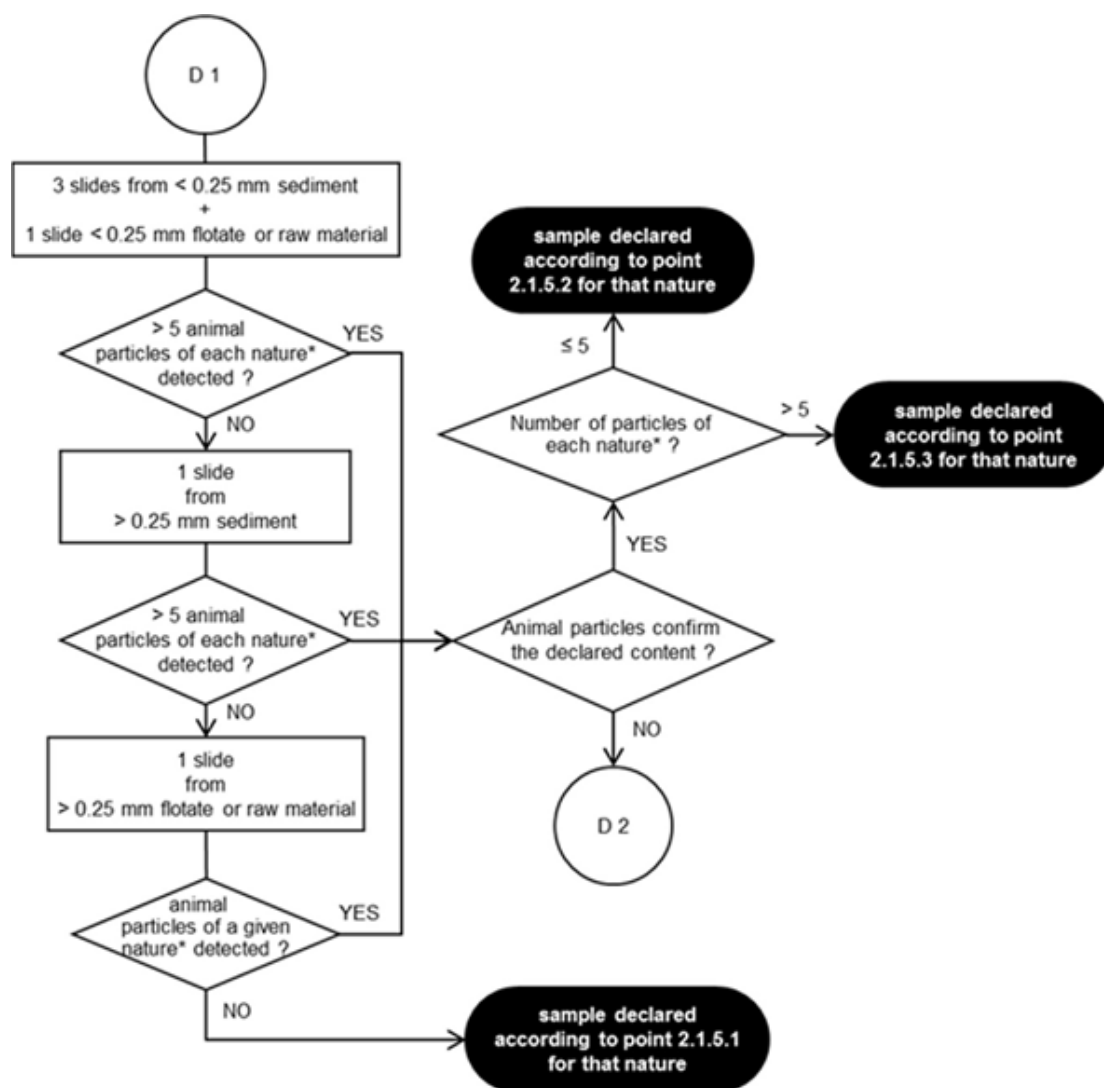 D 1
3 slides from < 0.25 mm sediment
+
1 slide < 0.25 mm flotate or raw material
> 5 animal
particles of each nature*
detected ?
YES
NO
1 slide
from
> 0.25 mm sediment
> 5 animal
particles of each nature*
detected ?
YES
NO
1 slide
from
> 0.25 mm flotate or raw material
animal
particles of a given
nature* detected ?
YES
NO
sample declared
according to point 2.1.5.1
for that nature
Animal particles confirm
the declared content ?
YES
NO
D 2
Number of particles of
each nature* ?
≤ 5
> 5
sample declared
according to point
2.1.5.2 for that nature
sample declared
according to point
2.1.5.3 for that nature